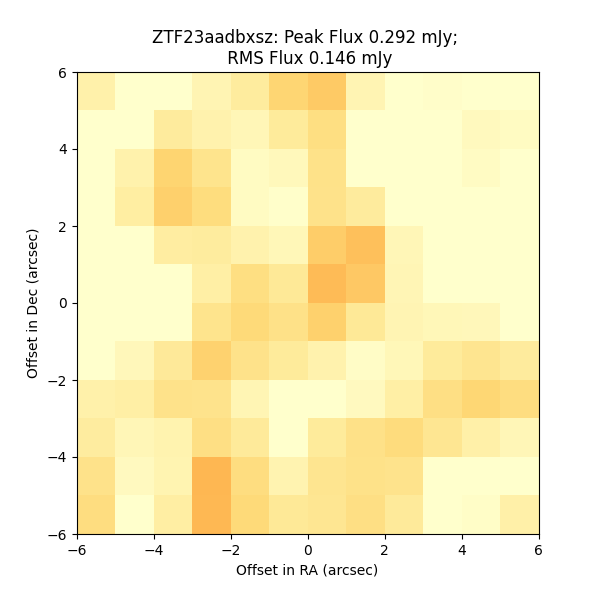 ZTF23aadbxsz: Peak Flux 0.292 mJy;
RMS Flux 0.146 mJy
6
4
2
0
−2
−4
−6
Offset in Dec (arcsec)
−6 −4 −2 0 2 4 6
Offset in RA (arcsec)